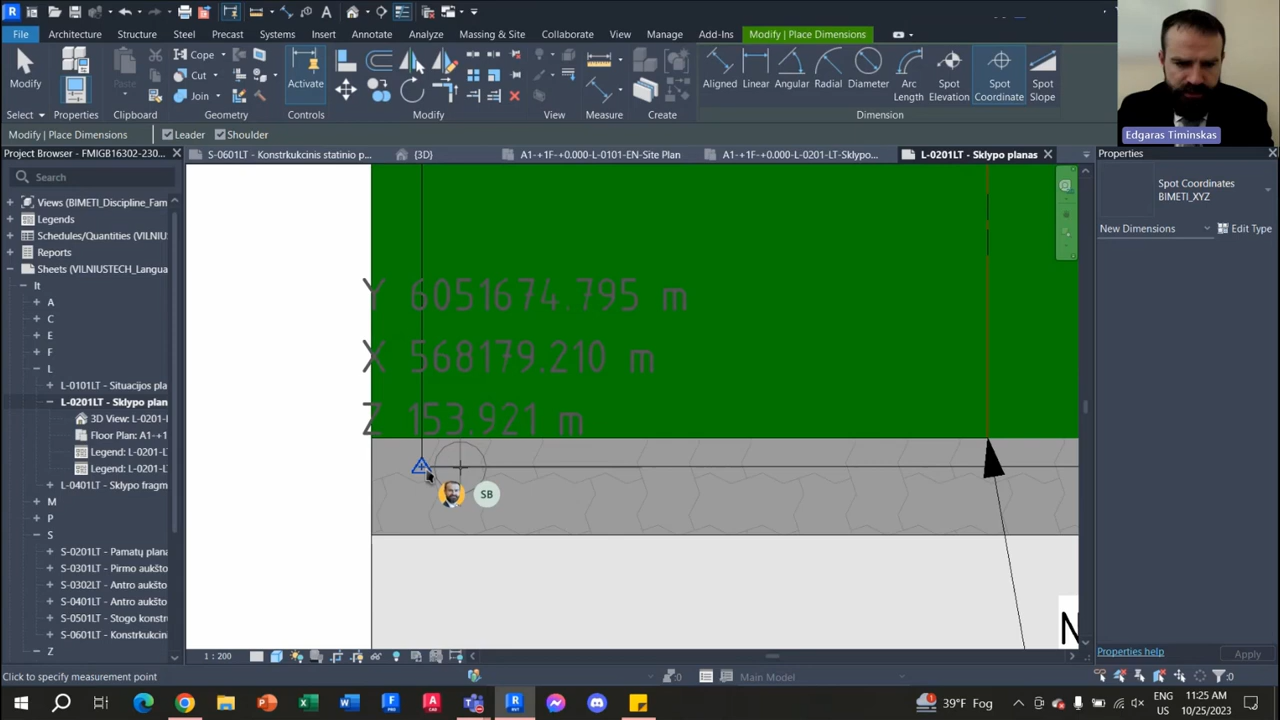 File Architecture Structure Steel Precast Systems Insert Annotate Analyze Massing & Site Collaborate View Manage Add-Ins Modify | Place Dimensions
Modify Properties Paste Cope Cut Join Activate Aligned Linear Angular Radial Diameter Arc Length Spot Elevation Spot Coordinate Spot Slope
Select Properties Clipboard Geometry Controls Modify View Measure Create Dimension
Edgaras Timinskas
Modify | Place Dimensions Leader Shoulder
Project Browser - FMIGB16302-230...
S-0601LT - Konstrkukcinis statinio p...
{3D}
A1-+1F-+0.000-L-0101-EN-Site Plan
A1-+1F-+0.000-L-0201-LT-Sklypo...
L-0201LT - Sklypo planas
Properties
Search
Views (BIMETI_Discipline_Fam
Legends
Schedules/Quantities (VILNIUS
Reports
Sheets (VILNIUSTECH_Langua
lt
A
C
E
F
L
L-0101LT - Situacijos pla
L-0201LT - Sklypo plan
3D View: L-0201-l
Floor Plan: A1-+1
Legend: L-0201-L
Legend: L-0201-L
L-0401LT - Sklypo fragm
M
P
S
S-0201LT - Pamatų plana
S-0301LT - Pirmo aukšto
S-0302LT - Antro aukšto
S-0401LT - Antro aukšto
S-0501LT - Stogo konstr
S-0601LT - Konstrkukcini
Z
Y 6051674.795 m
X 568179.210 m
Z 153.921 m
SB
N
Spot Coordinates
BIMETI_XYZ
New Dimensions Edit Type
Properties help Apply
1 : 200
Click to specify measurement point
:0
Main Model
:0
39°F Fog
ENG
US
11:25 AM
10/25/2023